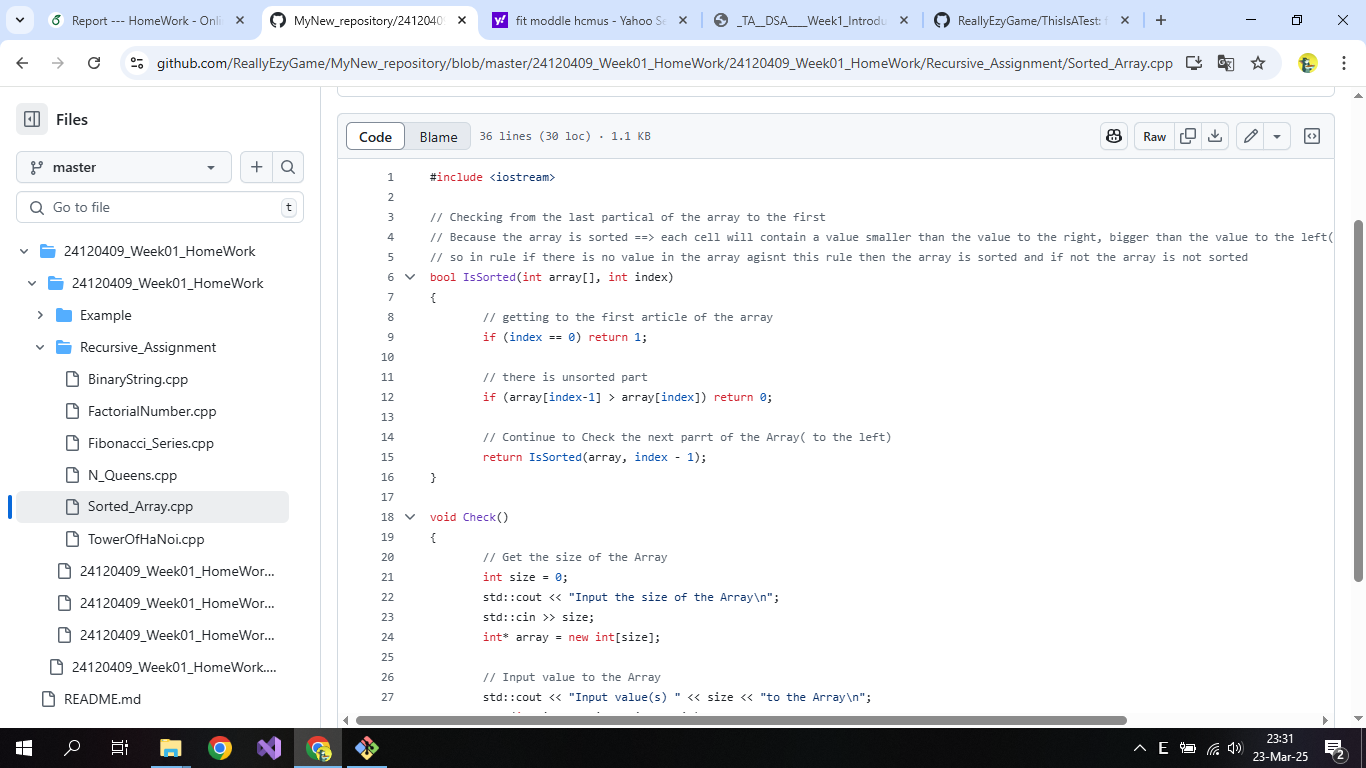 Report --- HomeWork - Onli
MyNew_repository/2412040
fit moddle hcmus - Yahoo Se
_TA__DSA____Week1_Introdu
ReallyEzyGame/ThisIsATest: f
github.com/ReallyEzyGame/MyNew_repository/blob/master/24120409_Week01_HomeWork/24120409_Week01_HomeWork/Recursive_Assignment/Sorted_Array.cpp
Files
master
Go to file
t
24120409_Week01_HomeWork
24120409_Week01_HomeWork
Example
Recursive_Assignment
BinaryString.cpp
FactorialNumber.cpp
Fibonacci_Series.cpp
N_Queens.cpp
Sorted_Array.cpp
TowerOfHaNoi.cpp
24120409_Week01_HomeWor...
24120409_Week01_HomeWor...
24120409_Week01_HomeWor...
24120409_Week01_HomeWork....
README.md
Code Blame 36 lines (30 loc) · 1.1 KB Raw
1 #include <iostream>
2
3 // Checking from the last partical of the array to the first
4 // Because the array is sorted ==> each cell will contain a value smaller than the value to the right, bigger than the value to the left(
5 // so in rule if there is no value in the array agisnt this rule then the array is sorted and if not the array is not sorted
6 bool IsSorted(int array[], int index)
7 {
8 // getting to the first article of the array
9 if (index == 0) return 1;
10
11 // there is unsorted part
12 if (array[index-1] > array[index]) return 0;
13
14 // Continue to Check the next parrt of the Array( to the left)
15 return IsSorted(array, index - 1);
16 }
17
18 void Check()
19 {
20 // Get the size of the Array
21 int size = 0;
22 std::cout << "Input the size of the Array\n";
23 std::cin >> size;
24 int* array = new int[size];
25
26 // Input value to the Array
27 std::cout << "Input value(s) " << size << "to the Array\n";
E
23:31
23-Mar-25
2